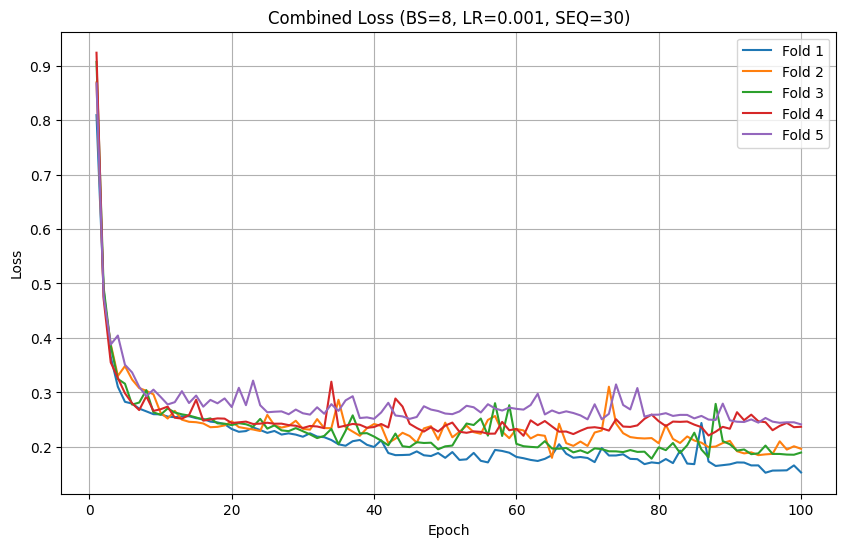 Combined Loss (BS=8, LR=0.001, SEQ=30)
Fold 1
Fold 2
Fold 3
Fold 4
Fold 5
Loss
0.9
0.8
0.7
0.6
0.5
0.4
0.3
0.2
0
20
40
60
80
100
Epoch